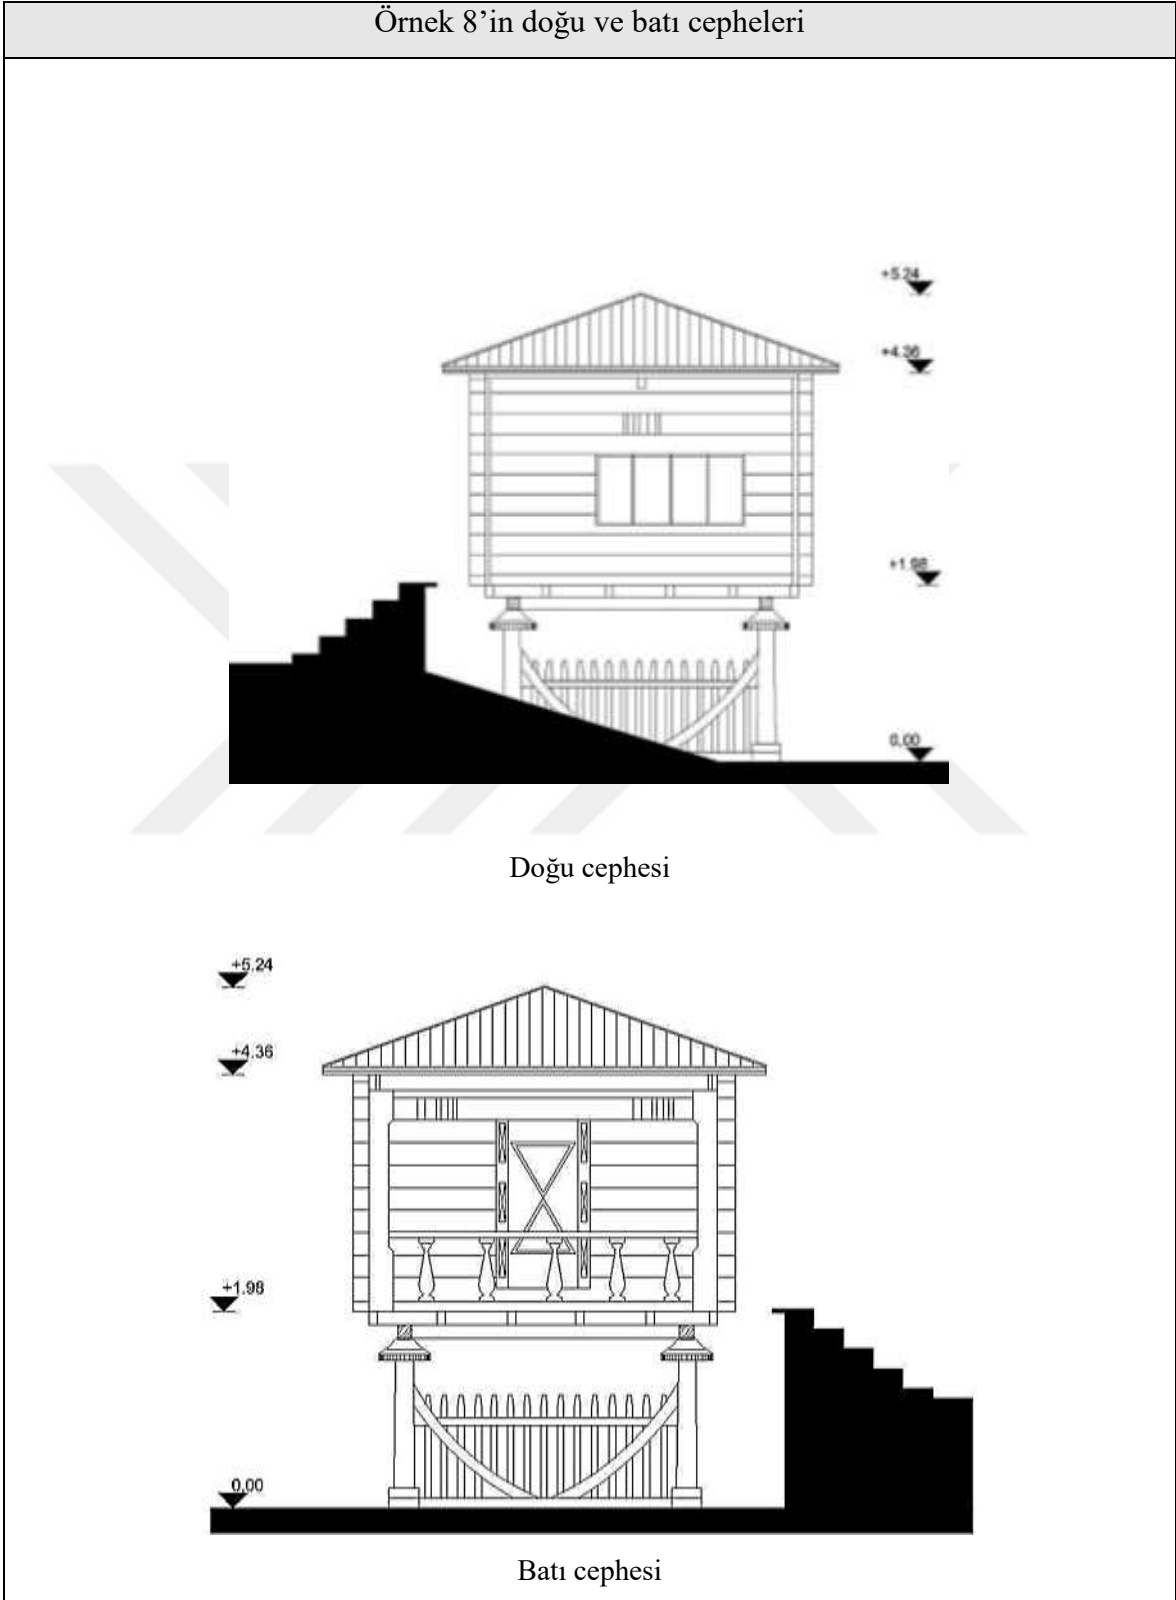 Örnek 8’in doğu ve batı cepheleri
+5.24
+4.36
+1.98
0,00
Doğu cephesi
+5.24
+4.36
+1.98
0,00
Batı cephesi